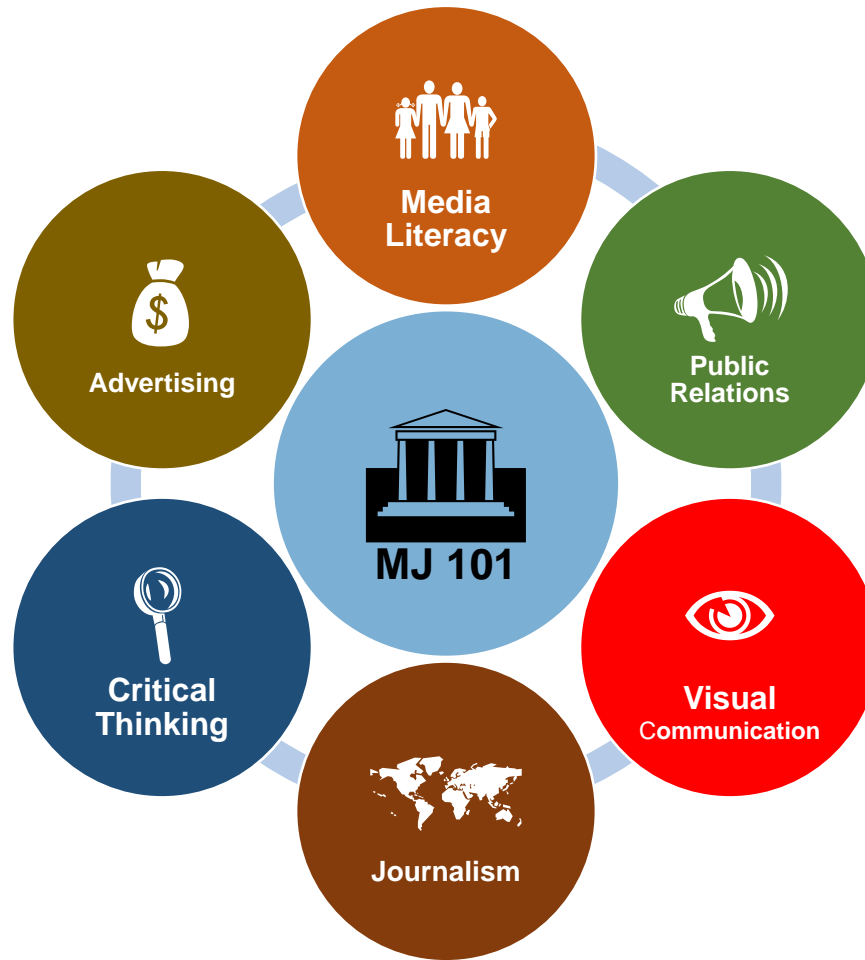 Media
Literacy
Public
Relations
Visual
Communication
Journalism
Critical
Thinking
Advertising
$
MJ 101